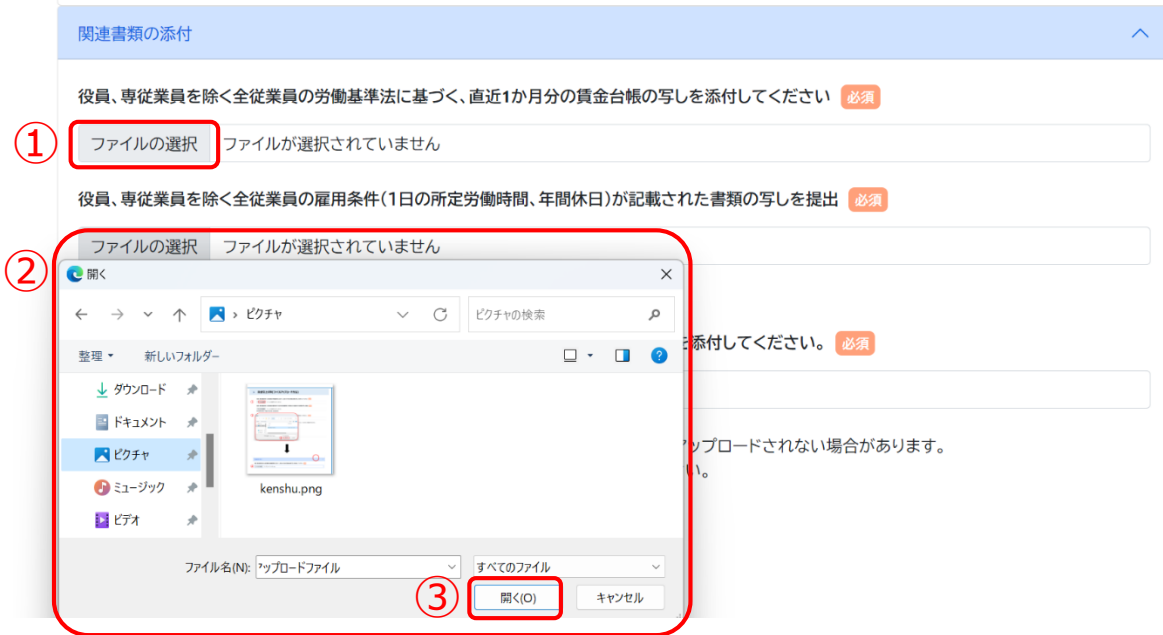 関連書類の添付
役員、専従業員を除く全従業員の労働基準法に基づく、直近1か月分の賃金台帳の写しを添付してください 必須
① ファイルの選択 ファイルが選択されていません
役員、専従業員を除く全従業員の雇用条件(1日の所定労働時間、年間休日)が記載された書類の写しを提出 必須
ファイルの選択 ファイルが選択されていません
②
開く
ピクチャ ピクチャの検索
添付してください。 必須
整理 新しいフォルダー
ダウンロード
ドキュメント
ピクチャ
ミュージック
ビデオ
kenshu.png
アップロードされない場合があります。
い。
ファイル名(N): アップロードファイル すべてのファイル
③ 開く(O) キャンセル